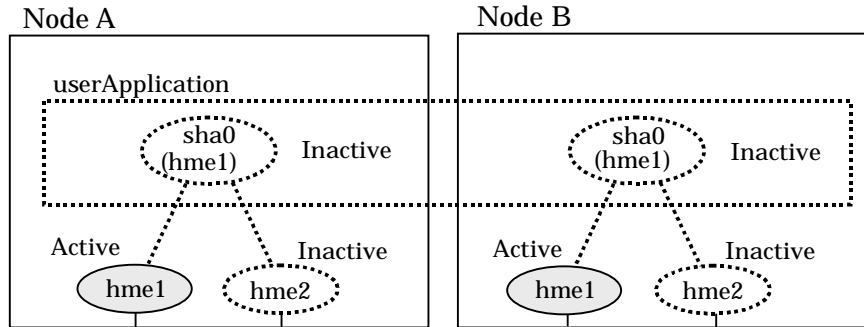 Node A
Node B
userApplication
sha0
(hme1)
Inactive
sha0
(hme1)
Inactive
Active
Inactive
Active
Inactive
hme1
hme2
hme1
hme2